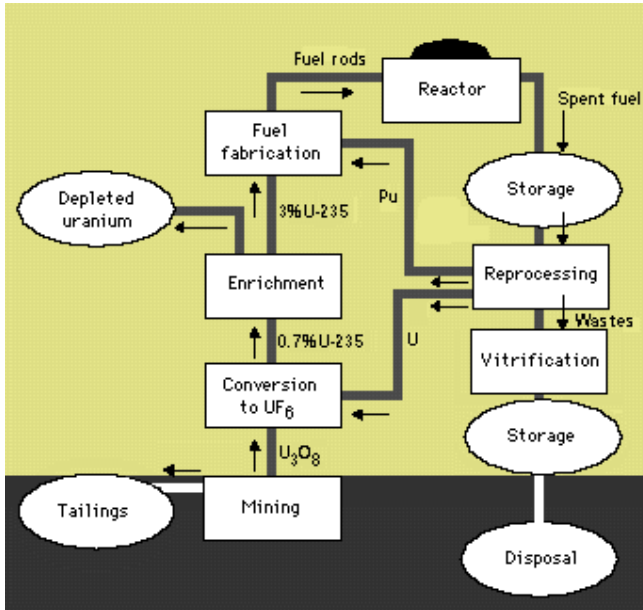 Fuel rods
Reactor
Spent fuel
Fuel
fabrication
Storage
Depleted
uranium
3%U-235
Pu
Enrichment
Reprocessing
0.7%U-235
U
Wastes
Vitrification
Conversion
to UF6
Storage
U3O8
Tailings
Mining
Disposal